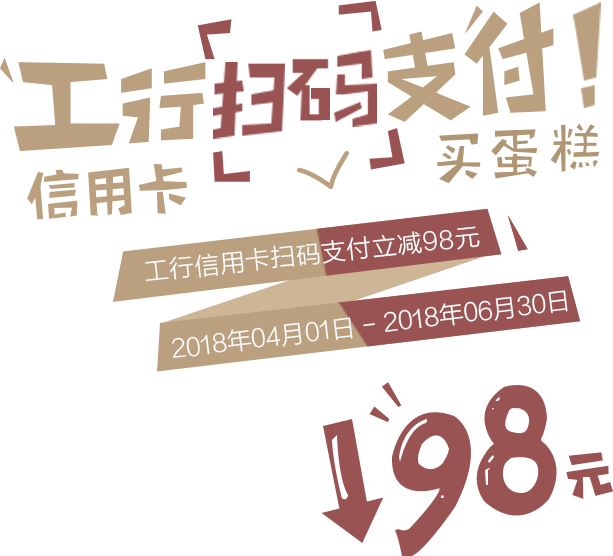 工行扫码支付!
信用卡 买蛋糕
工行信用卡扫码支付立减98元
2018年04月01日 - 2018年06月30日
98元